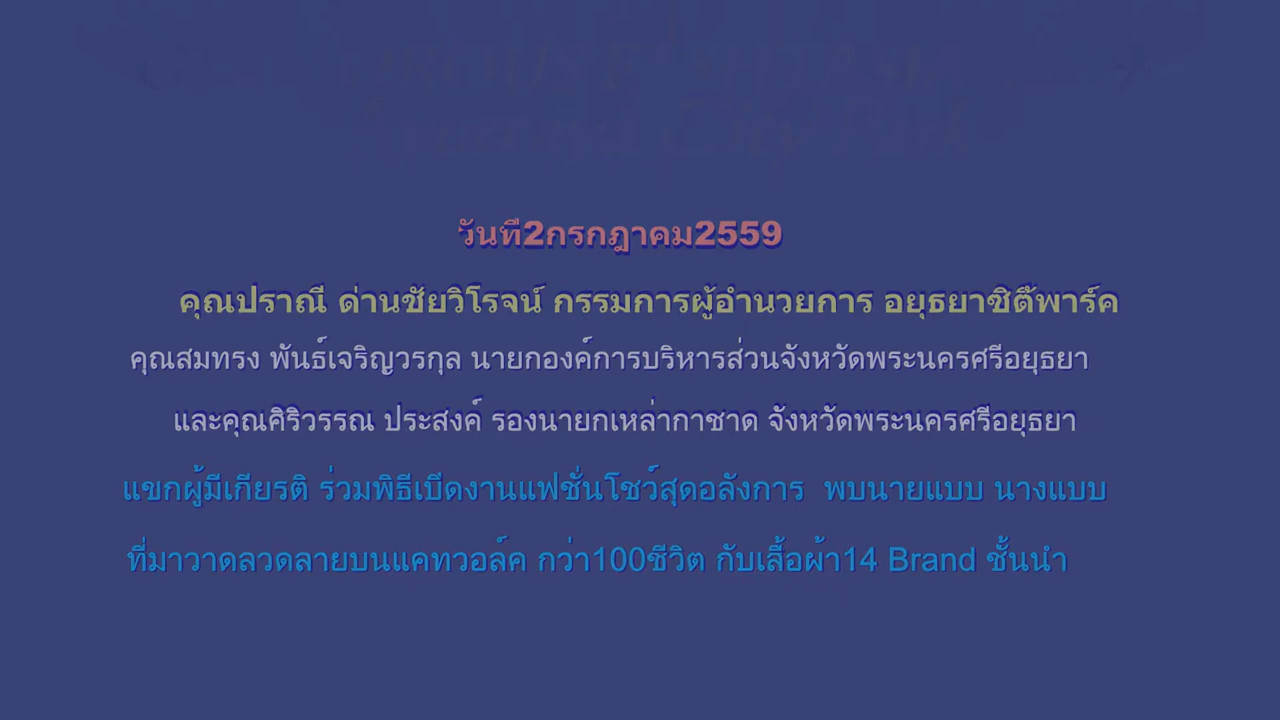 วันที่2กรกฎาคม2559
คุณปราณี ด่านชัยวิโรจน์ กรรมการผู้อำนวยการ อยุธยาซิตี้พาร์ค
คุณสมทรง พันธ์เจริญวรกุล นายกองค์การบริหารส่วนจังหวัดพระนครศรีอยุธยา
และคุณศิริวรรณ ประสงค์ รองนายกเหล่ากาชาด จังหวัดพระนครศรีอยุธยา
แขกผู้มีเกียรติ ร่วมพิธีเปิดงานแฟชั่นโชว์สุดอลังการ พบนายแบบ นางแบบ
ที่มาวาดลวดลายบนแคทวอล์ค กว่า100ชีวิต กับเสื้อผ้า14 Brand ชั้นนำ